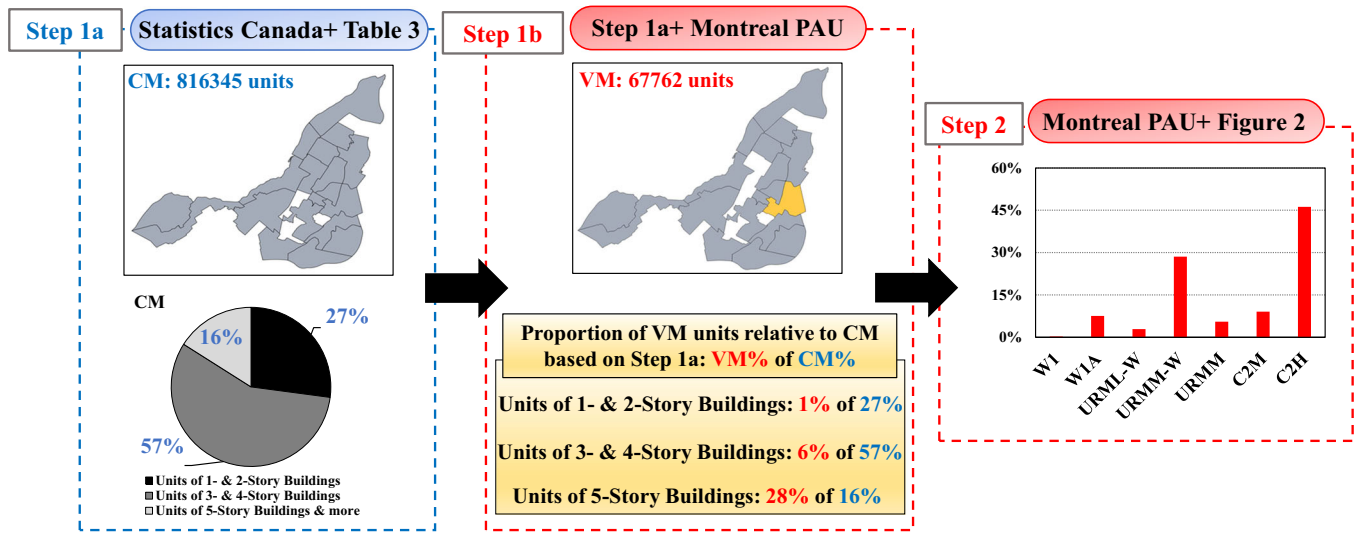 Step 1a
Statistics Canada+ Table 3
CM: 816345 units
CM
27%
16%
57%
Units of 1- & 2-Story Buildings
Units of 3- & 4-Story Buildings
Units of 5-Story Buildings & more
Step 1b
Step 1a+ Montreal PAU
VM: 67762 units
Proportion of VM units relative to CM
based on Step 1a: VM% of CM%
Units of 1- & 2-Story Buildings: 1% of 27%
Units of 3- & 4-Story Buildings: 6% of 57%
Units of 5-Story Buildings: 28% of 16%
Step 2
Montreal PAU+ Figure 2
60%
45%
30%
15%
0%
W1
W1A
URML-W
URMM-W
URMM
C2M
C2H